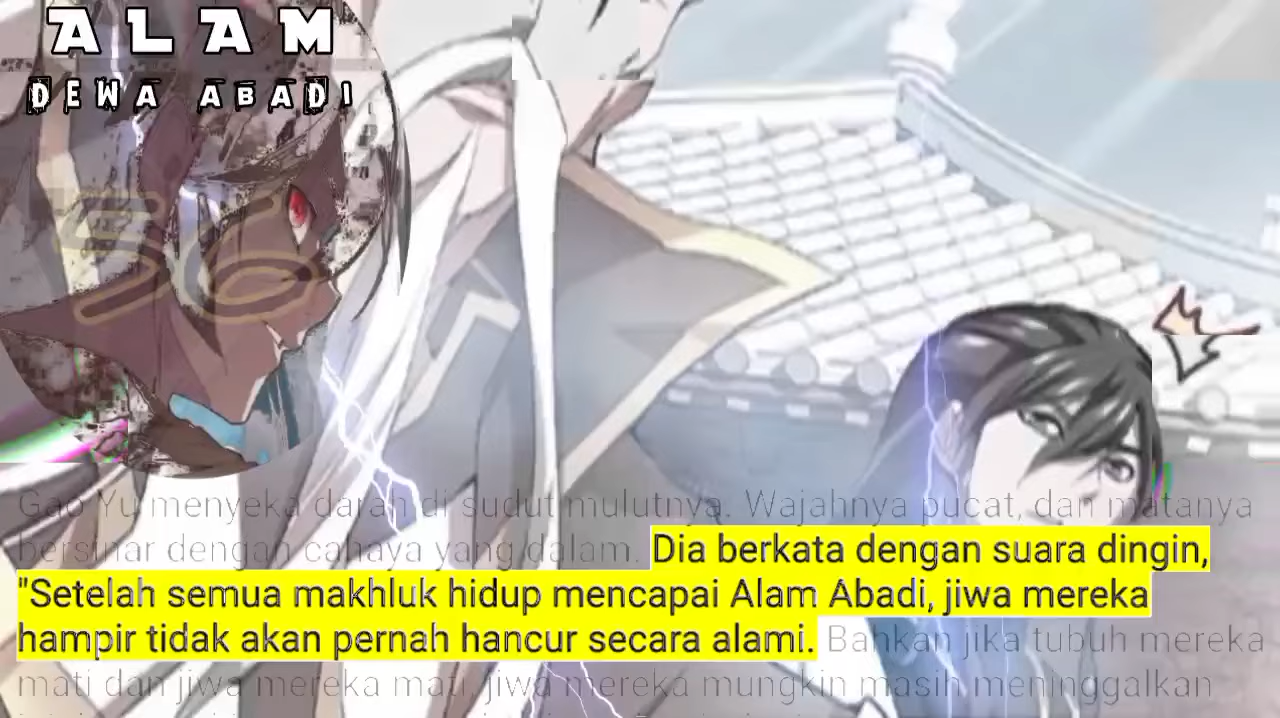 ALAM
DEWA ABADI
56
Gao Yu menyeka darah di sudut mulutnya. Wajahnya pucat, dan matanya
bersinar dengan cahaya yang dalam. Dia berkata dengan suara dingin,
"Setelah semua makhluk hidup mencapai Alam Abadi, jiwa mereka
hampir tidak akan pernah hancur secara alami. Bahkan jika tubuh mereka
mati dan jiwa mereka mati, jiwa mereka mungkin masih meninggalkan